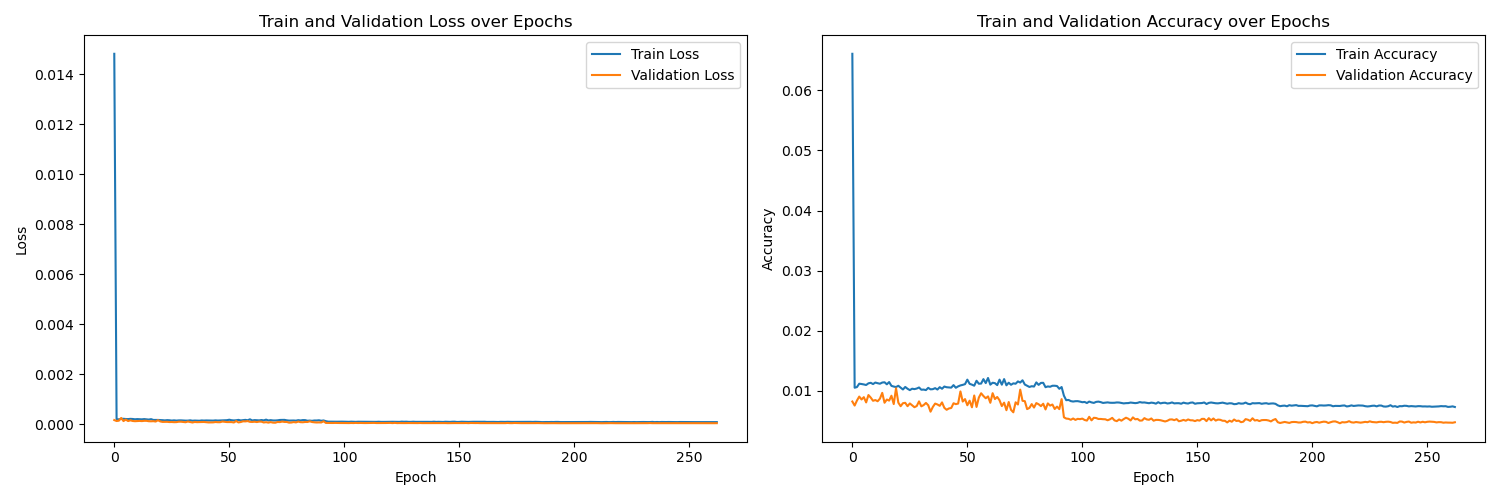 Train and Validation Loss over Epochs
Train Loss
Validation Loss
0.014
0.012
0.010
0.008
0.006
0.004
0.002
0.000
Loss
0
50
100
150
200
250
Epoch
Train and Validation Accuracy over Epochs
Train Accuracy
Validation Accuracy
0.06
0.05
0.04
0.03
0.02
0.01
Accuracy
0
50
100
150
200
250
Epoch